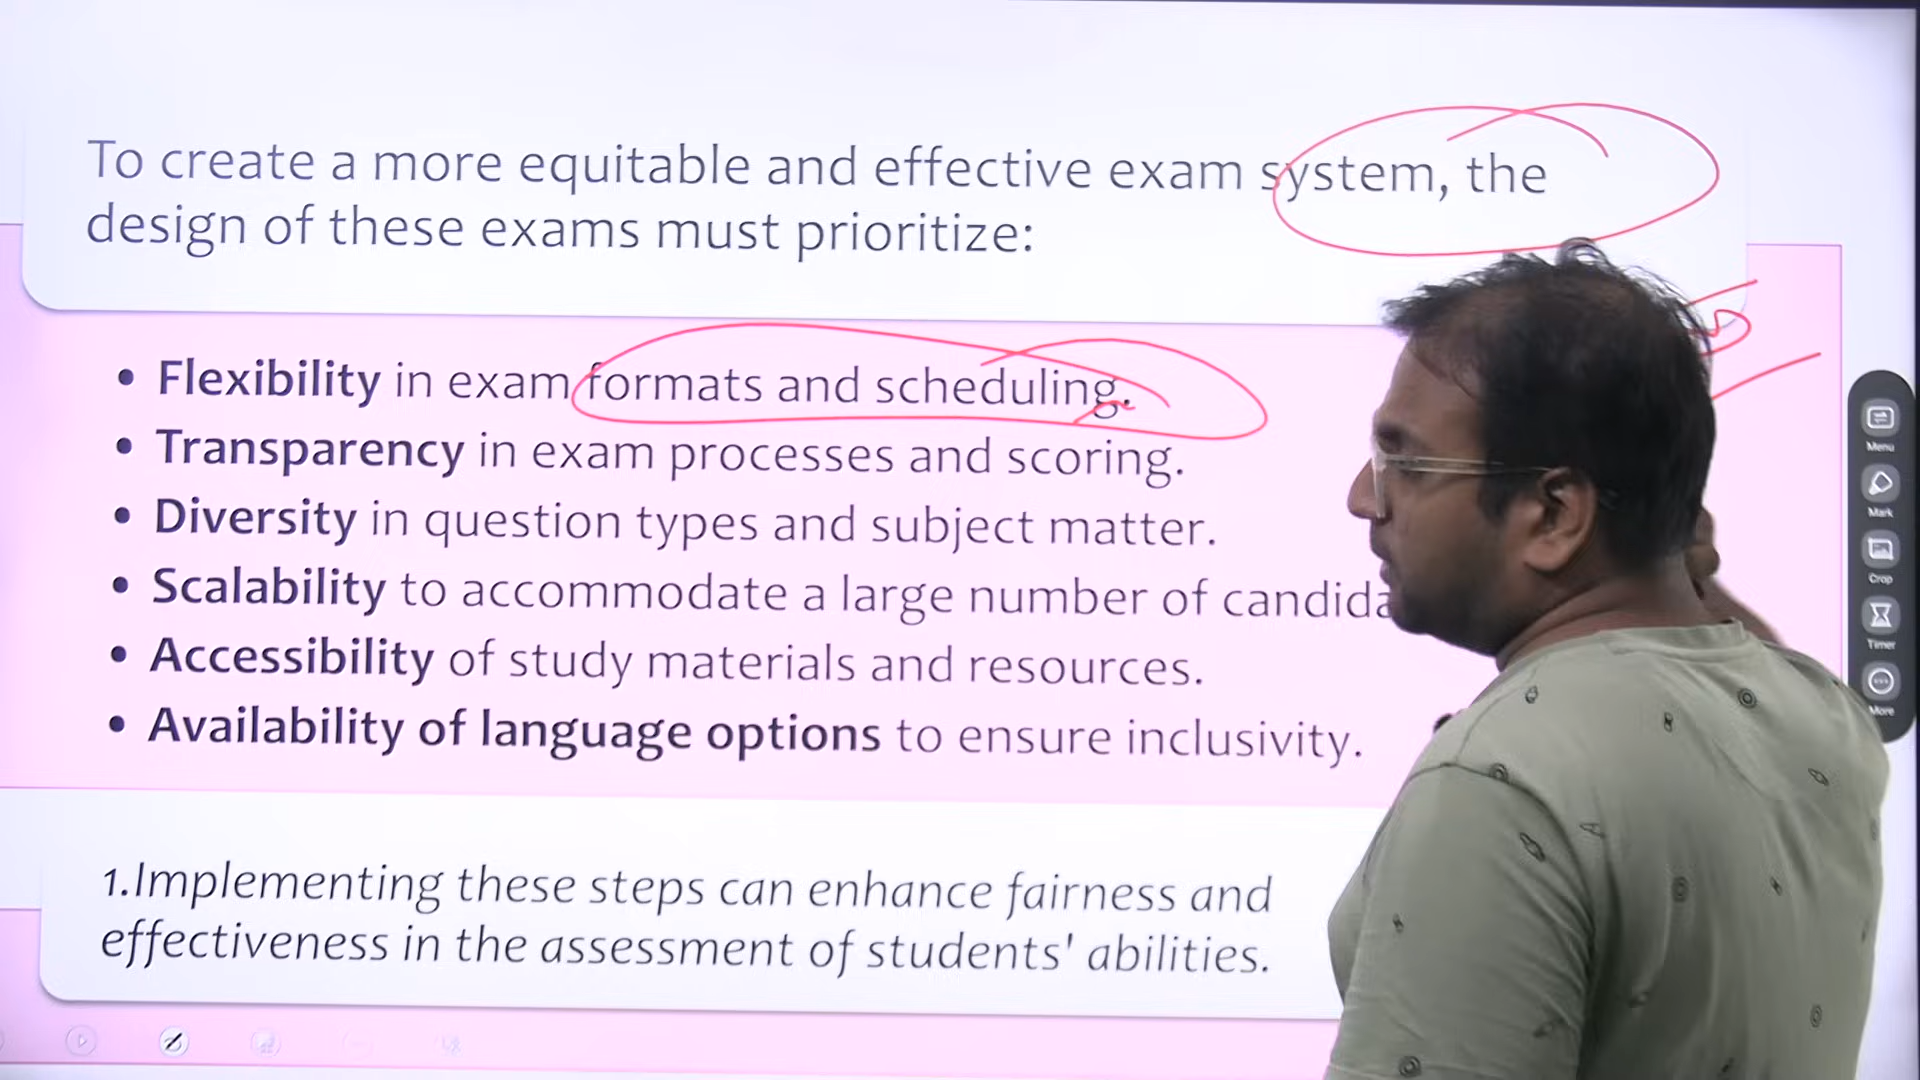 To create a more equitable and effective exam system, the
design of these exams must prioritize:
• Flexibility in exam formats and scheduling.
• Transparency in exam processes and scoring.
• Diversity in question types and subject matter.
• Scalability to accommodate a large number of
• Accessibility of study materials and resources.
• Availability of language options to ensure inclusivity.
1.Implementing these steps can enhance fairness and
effectiveness in the assessment of students' abilities.
Menu
Mark
Crop
Timer
More